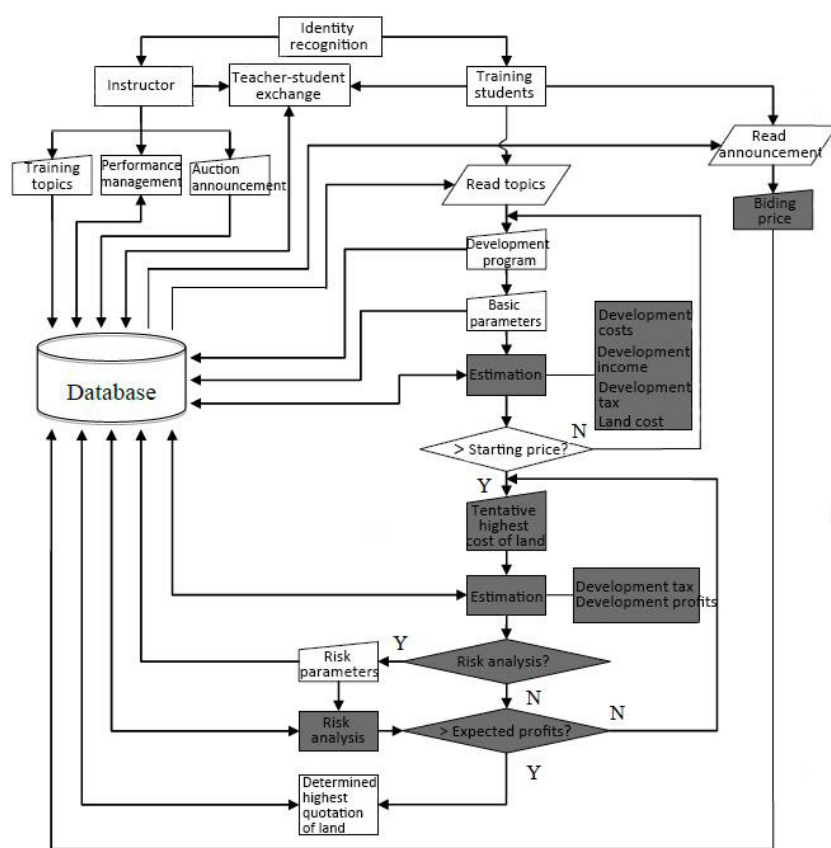 Identity
recognition
Instructor
Teacher-student
exchange
Training
students
Training
topics
Performance
management
Auction
announcement
Read topics
Read
announcement
Biding
price
Development
program
Basic
parameters
Database
Estimation
Development
costs
Development
income
Development
tax
Land cost
> Starting price?
N
Y
Tentative
highest
cost of land
Estimation
Development tax
Development profits
Risk
parameters
Y
Risk analysis?
N
Risk
analysis
> Expected profits?
N
Y
Determined
highest
quotation
of land